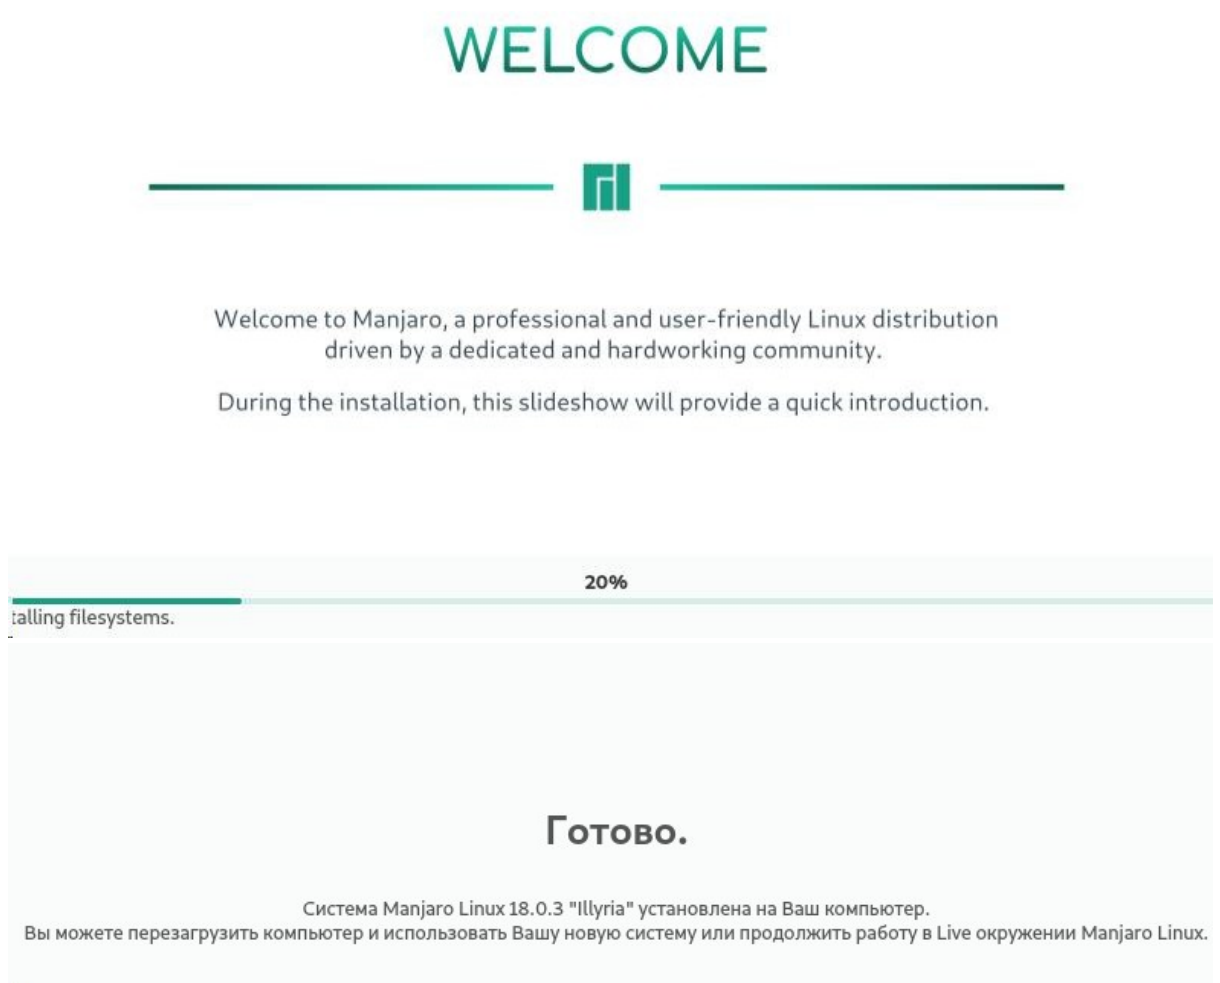 WELCOME
Welcome to Manjaro, a professional and user-friendly Linux distribution
driven by a dedicated and hardworking community.
During the installation, this slideshow will provide a quick introduction.
20%
talling filesystems.
Готово.
Система Manjaro Linux 18.0.3 "Illyria" установлена на Ваш компьютер.
Вы можете перезагрузить компьютер и использовать Вашу новую систему или продолжить работу в Live окружении Manjaro Linux.